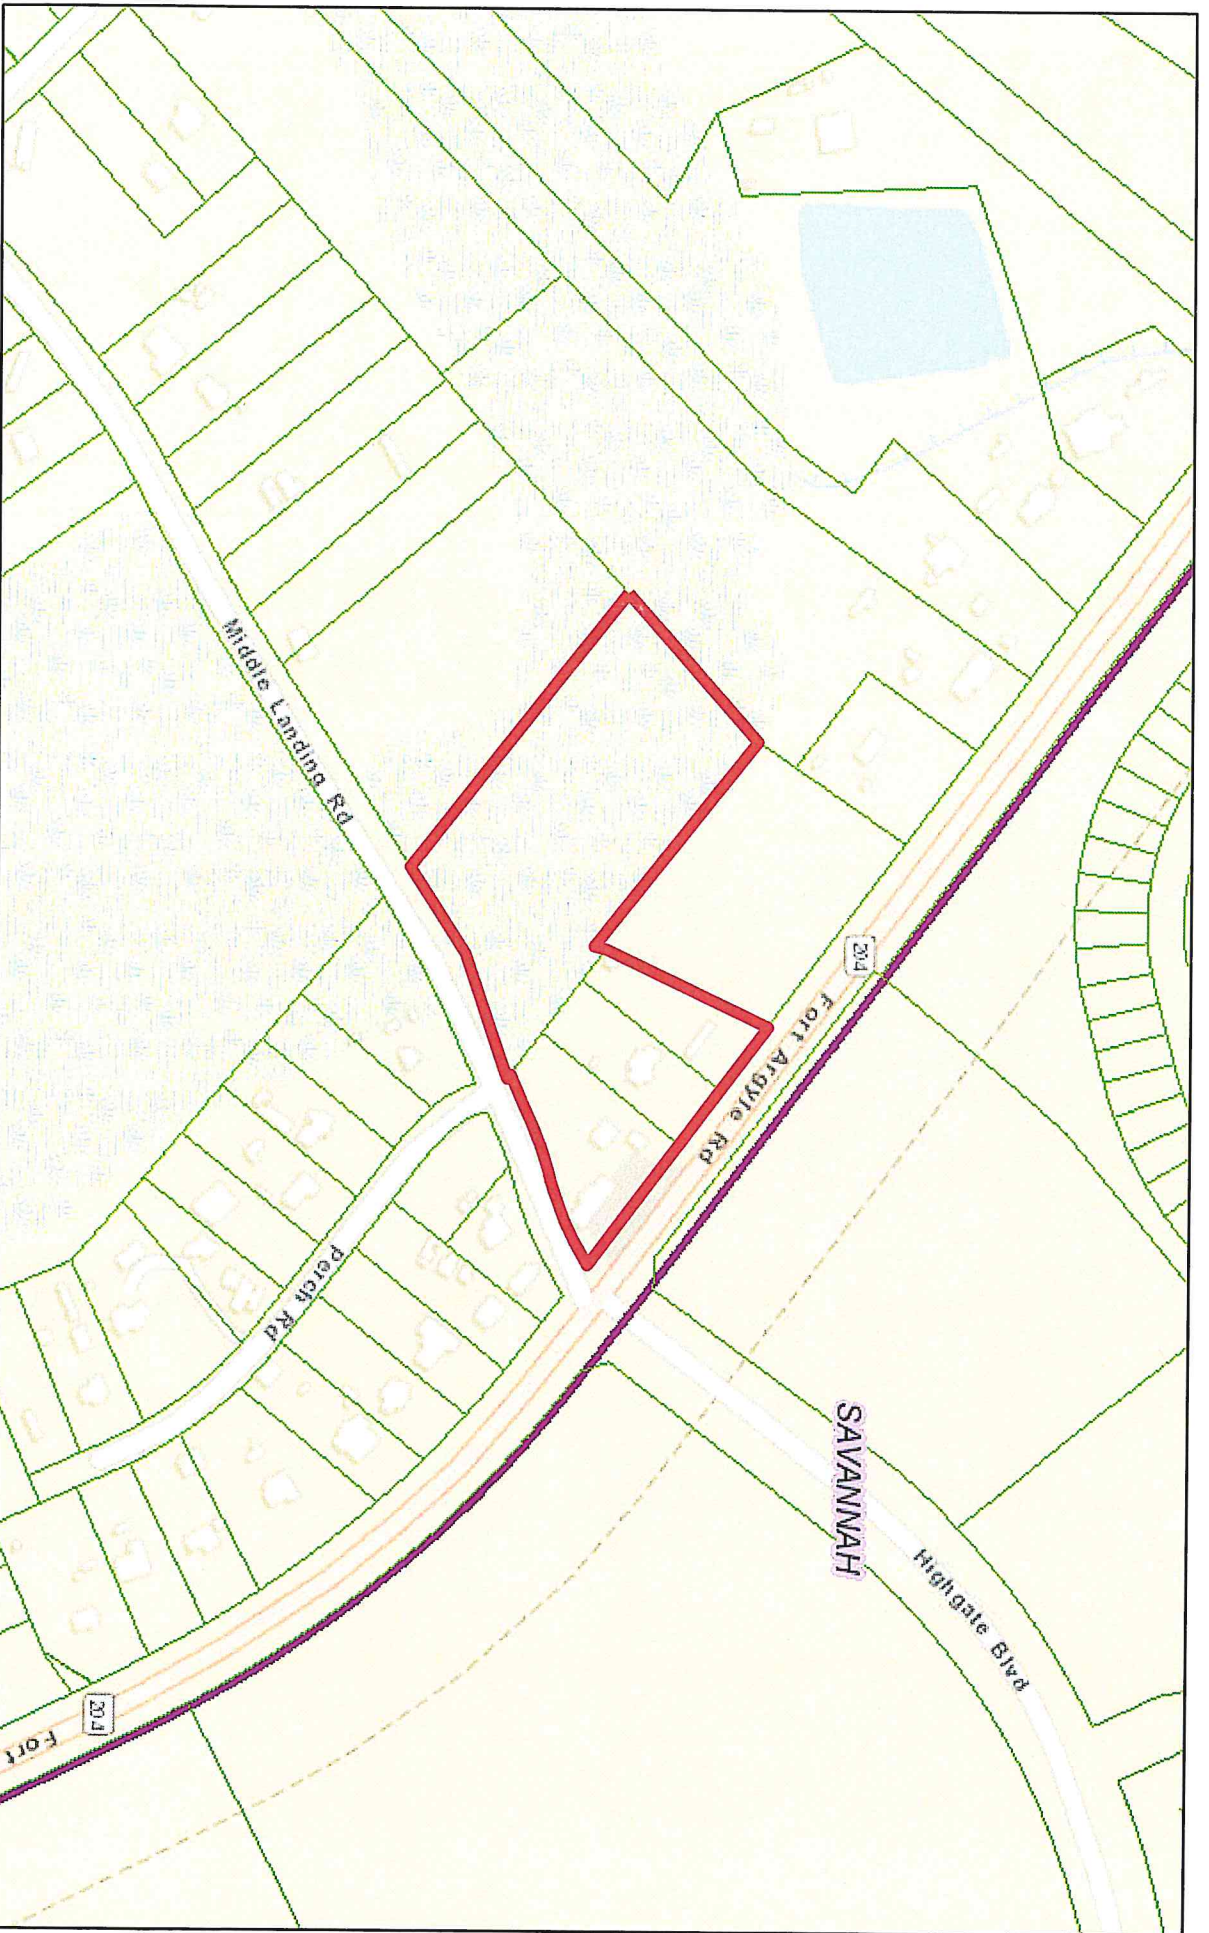 Middle Landing Rd
204
Fort Argyle Rd
Perch Rd
SAVANNAH
Highgate Blvd
204
Fort